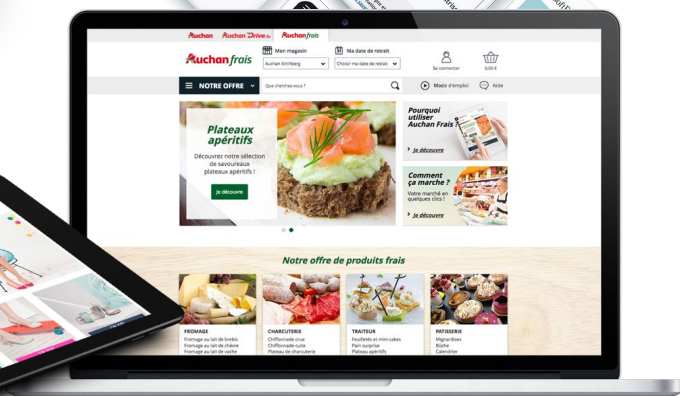 Auchan
Auchan Drive.lu
Auchan frais
Auchan frais
Mon magasin
Auchan Kirchberg
Ma date de retrait
Choisir ma date de retrait
Se connecter
0,00 €
NOTRE OFFRE
Que cherchez-vous ?
Mode d'emploi
Aide
Plateaux
apéritifs
Découvrez notre sélection
de savoureaux
plateaux apéritifs !
Je découvre
Pourquoi
utiliser
Auchan Frais ?
Je découvre
Comment
ça marche ?
Votre marché en
quelques clics !
Je découvre
Notre offre de produits frais
FROMAGE
Fromage au lait de brebis
Fromage au lait de chèvre
Fromage au lait de vache
CHARCUTERIE
Chiffonnade crue
Chiffonnade cuite
Plateau de charcuterie
TRAITEUR
Feuilletés et mini-cakes
Pain surprise
Plateau apéritifs
PATISSERIE
Mignardises
Bûche
Calendrier